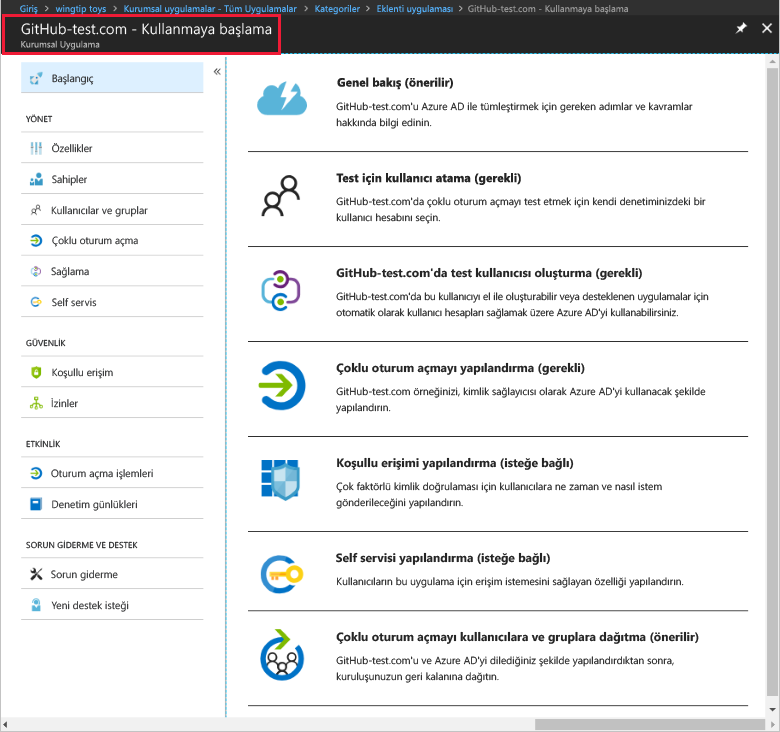 Giriş > wingtip toys > Kurumsal uygulamalar - Tüm Uygulamalar > Kategoriler > Eklenti uygulaması > GitHub-test.com - Kullanmaya başlama
GitHub-test.com - Kullanmaya başlama
Kurumsal Uygulama
Başlangıç
YÖNET
Özellikler
Sahipler
Kullanıcılar ve gruplar
Çoklu oturum açma
Sağlama
Self servis
GÜVENLİK
Koşullu erişim
İzinler
ETKİNLİK
Oturum açma işlemleri
Denetim günlükleri
SORUN GİDERME VE DESTEK
Sorun giderme
Yeni destek isteği
Genel bakış (önerilir)
GitHub-test.com'u Azure AD ile tümleştirmek için gereken adımlar ve kavramlar
hakkında bilgi edinin.
Test için kullanıcı atama (gerekli)
GitHub-test.com'da çoklu oturum açmayı test etmek için kendi denetiminizdeki bir
kullanıcı hesabını seçin.
GitHub-test.com'da test kullanıcısı oluşturma (gerekli)
GitHub-test.com'da bu kullanıcıyı el ile oluşturabilir veya desteklenen uygulamalar için
otomatik olarak kullanıcı hesapları sağlamak üzere Azure AD'yi kullanabilirsiniz.
Çoklu oturum açmayı yapılandırma (gerekli)
GitHub-test.com örneğinizi, kimlik sağlayıcısı olarak Azure AD'yi kullanacak şekilde
yapılandırın.
Koşullu erişimi yapılandırma (isteğe bağlı)
Çok faktörlü kimlik doğrulaması için kullanıcılara ne zaman ve nasıl istem
gönderileceğini yapılandırın.
Self servisi yapılandırma (isteğe bağlı)
Kullanıcıların bu uygulama için erişim istemesini sağlayan özelliği yapılandırın.
Çoklu oturum açmayı kullanıcılara ve gruplara dağıtma (önerilir)
GitHub-test.com'u ve Azure AD'yi dilediğiniz şekilde yapılandırdıktan sonra,
kuruluşunuzun geri kalanına dağıtın.